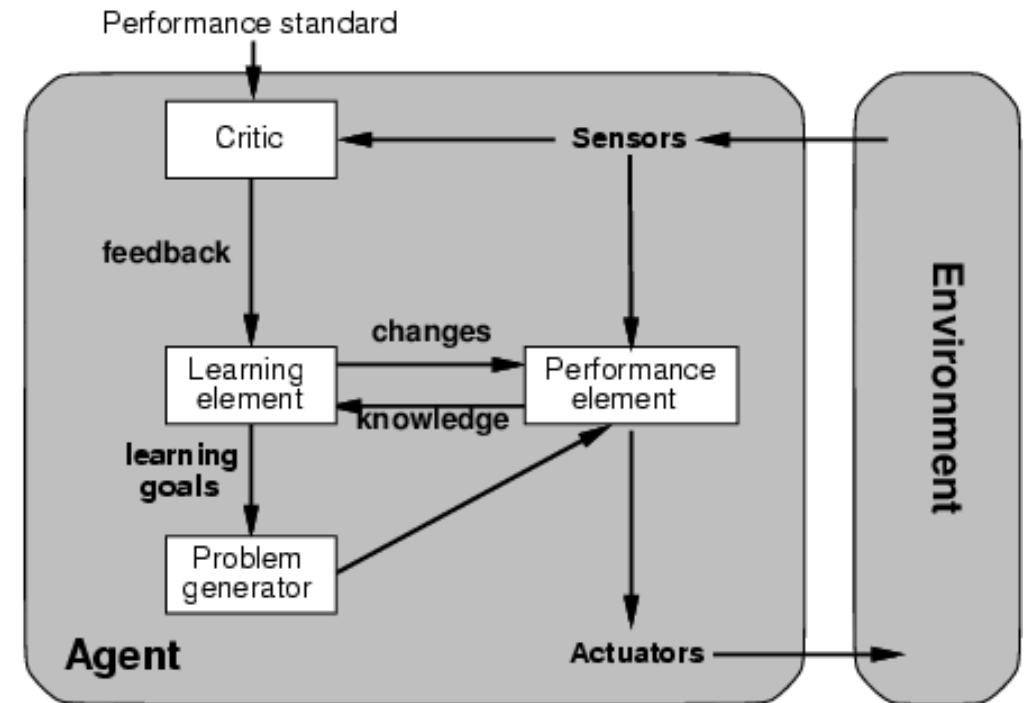 Performance standard
Critic
Sensors
feedback
changes
Learning
element
Performance
element
knowledge
learning
goals
Problem
generator
Agent
Actuators
Environment